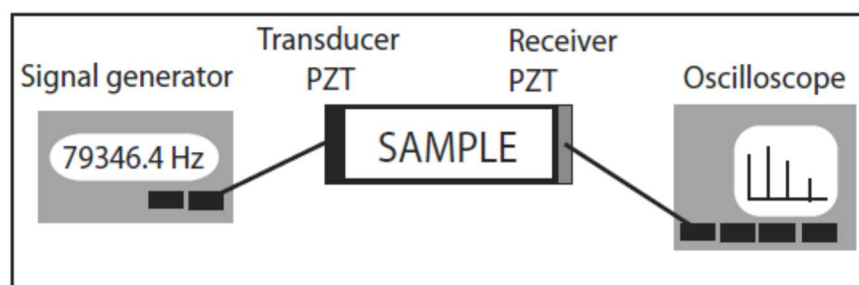 Transducer
PZT
Receiver
PZT
Signal generator
Oscilloscope
79346.4 Hz
SAMPLE